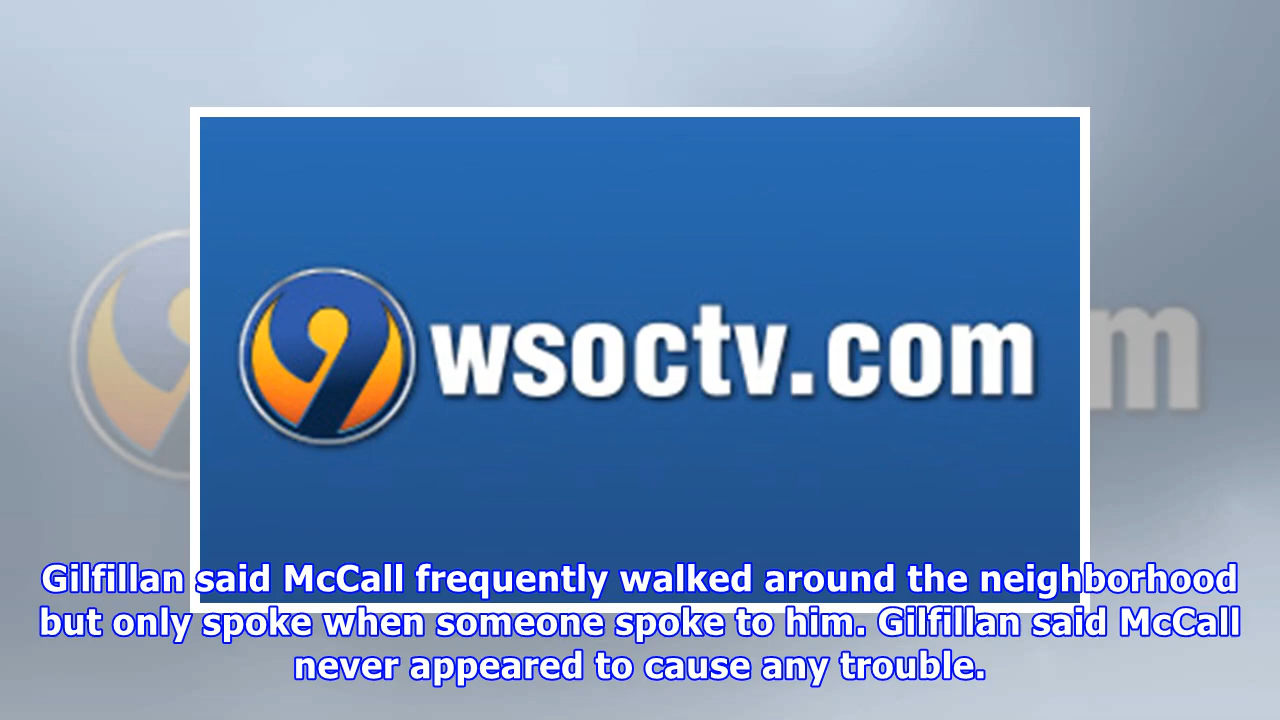 9 wsoctv.com
m
Gilfillan said McCall frequently walked around the neighborhood
but only spoke when someone spoke to him. Gilfillan said McCall
never appeared to cause any trouble.